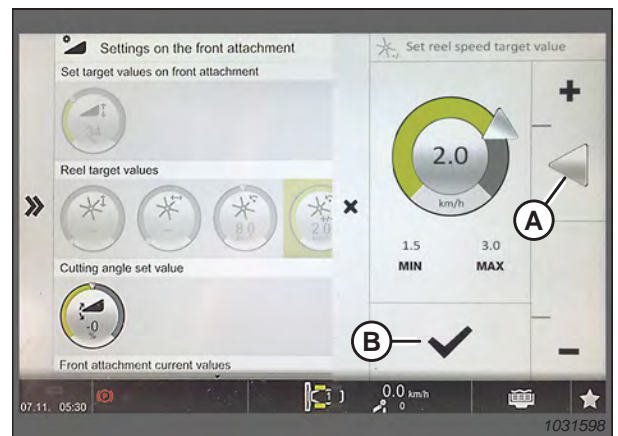 Settings on the front attachment
Set target values on front attachment
34
Reel target values
8.0
2.0
Cutting angle set value
-0
%
Front attachment current values
Set reel speed target value
2.0
km/h
1.5
3.0
MIN
MAX
+
−
A
B
07.11. 05:30
(P)
1
0.0 km/h
0
1031598